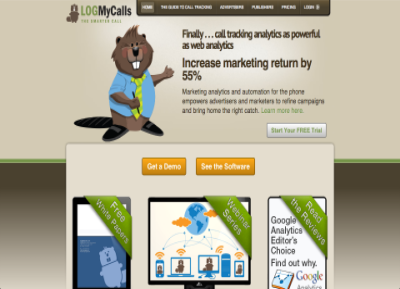 LOGMyCalls
THE SMARTER CALL
HOME
THE GUIDE TO CALL TRACKING
ADVERTISERS
PUBLISHERS
PRICING
LOGIN
Finally . . . call tracking analytics as powerful
as web analytics
Increase marketing return by
55%
Marketing analytics and automation for the phone
empowers advertisers and marketers to refine campaigns
and bring home the right catch. Learn more here.
Start Your FREE Trial
Get a Demo
See the Software
Free
White Papers
Webinar
Series
Read
the Reviews
Google
Analytics
Editor's
Choice
Find out why.
Google
Analytics